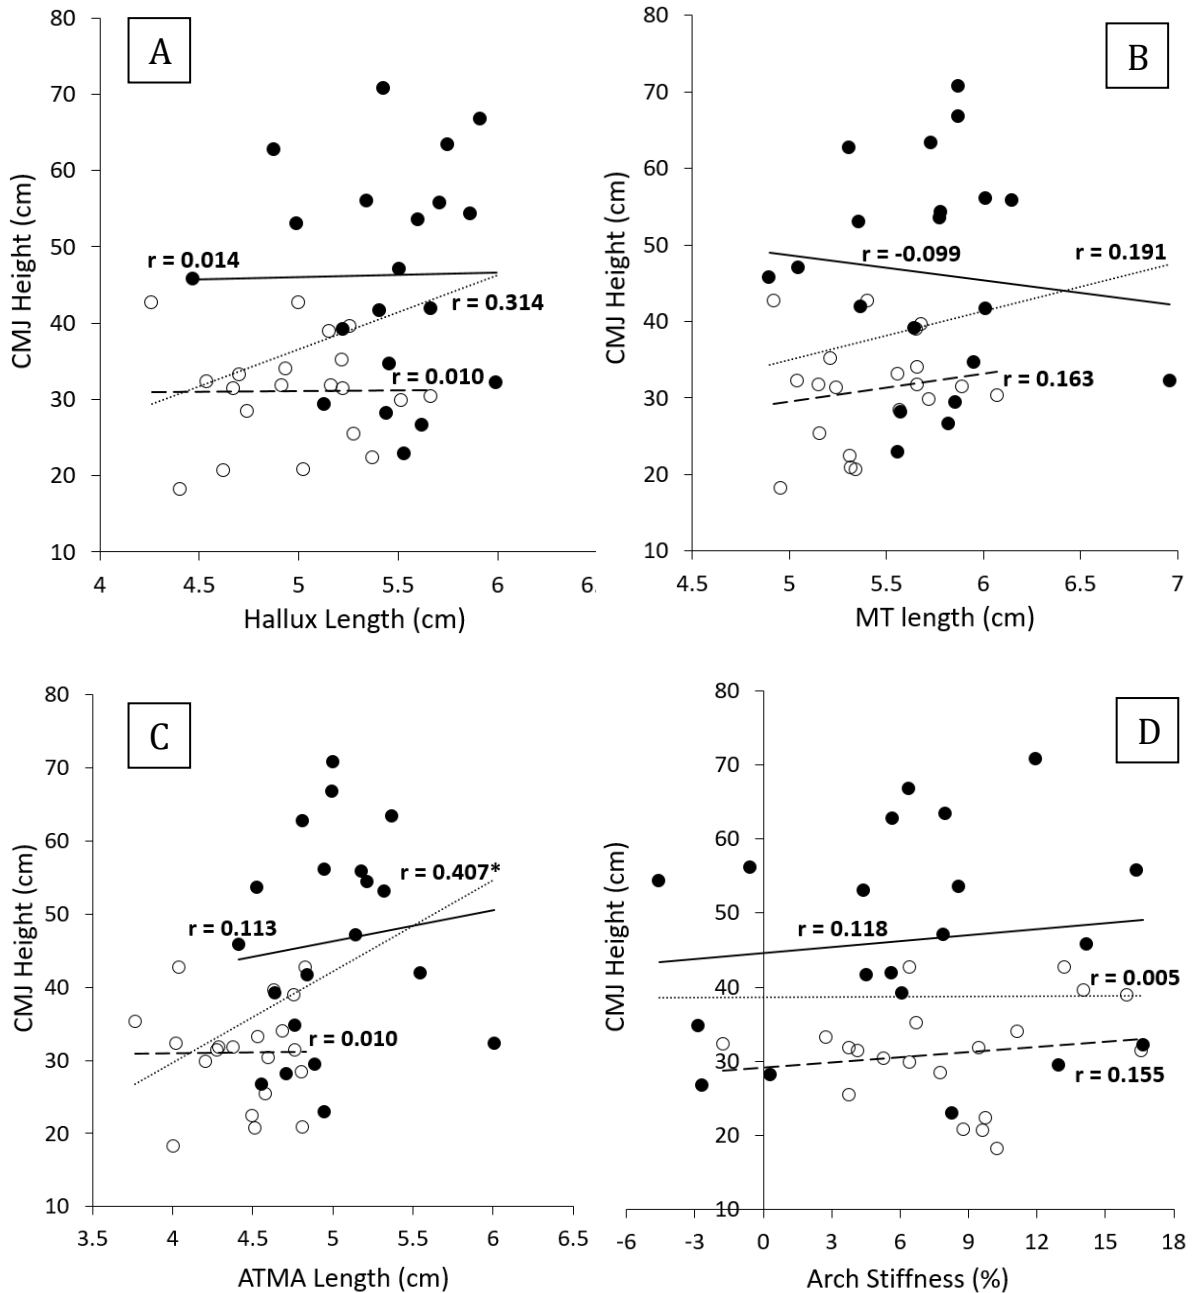 A
80
70
60
50
40
30
20
10
CMJ Height (cm)
r = 0.014
r = 0.314
r = 0.010
4 4.5 5 5.5 6 6.
Hallux Length (cm)
B
80
70
60
50
40
30
20
10
CMJ Height (cm)
r = -0.099
r = 0.191
r = 0.163
4.5 5 5.5 6 6.5 7
MT length (cm)
C
80
70
60
50
40
30
20
10
CMJ Height (cm)
r = 0.407*
r = 0.113
r = 0.010
3.5 4 4.5 5 5.5 6 6.5
ATMA Length (cm)
D
80
70
60
50
40
30
20
10
CMJ Height (cm)
r = 0.118
r = 0.005
r = 0.155
-6 -3 0 3 6 9 12 15 18
Arch Stiffness (%)